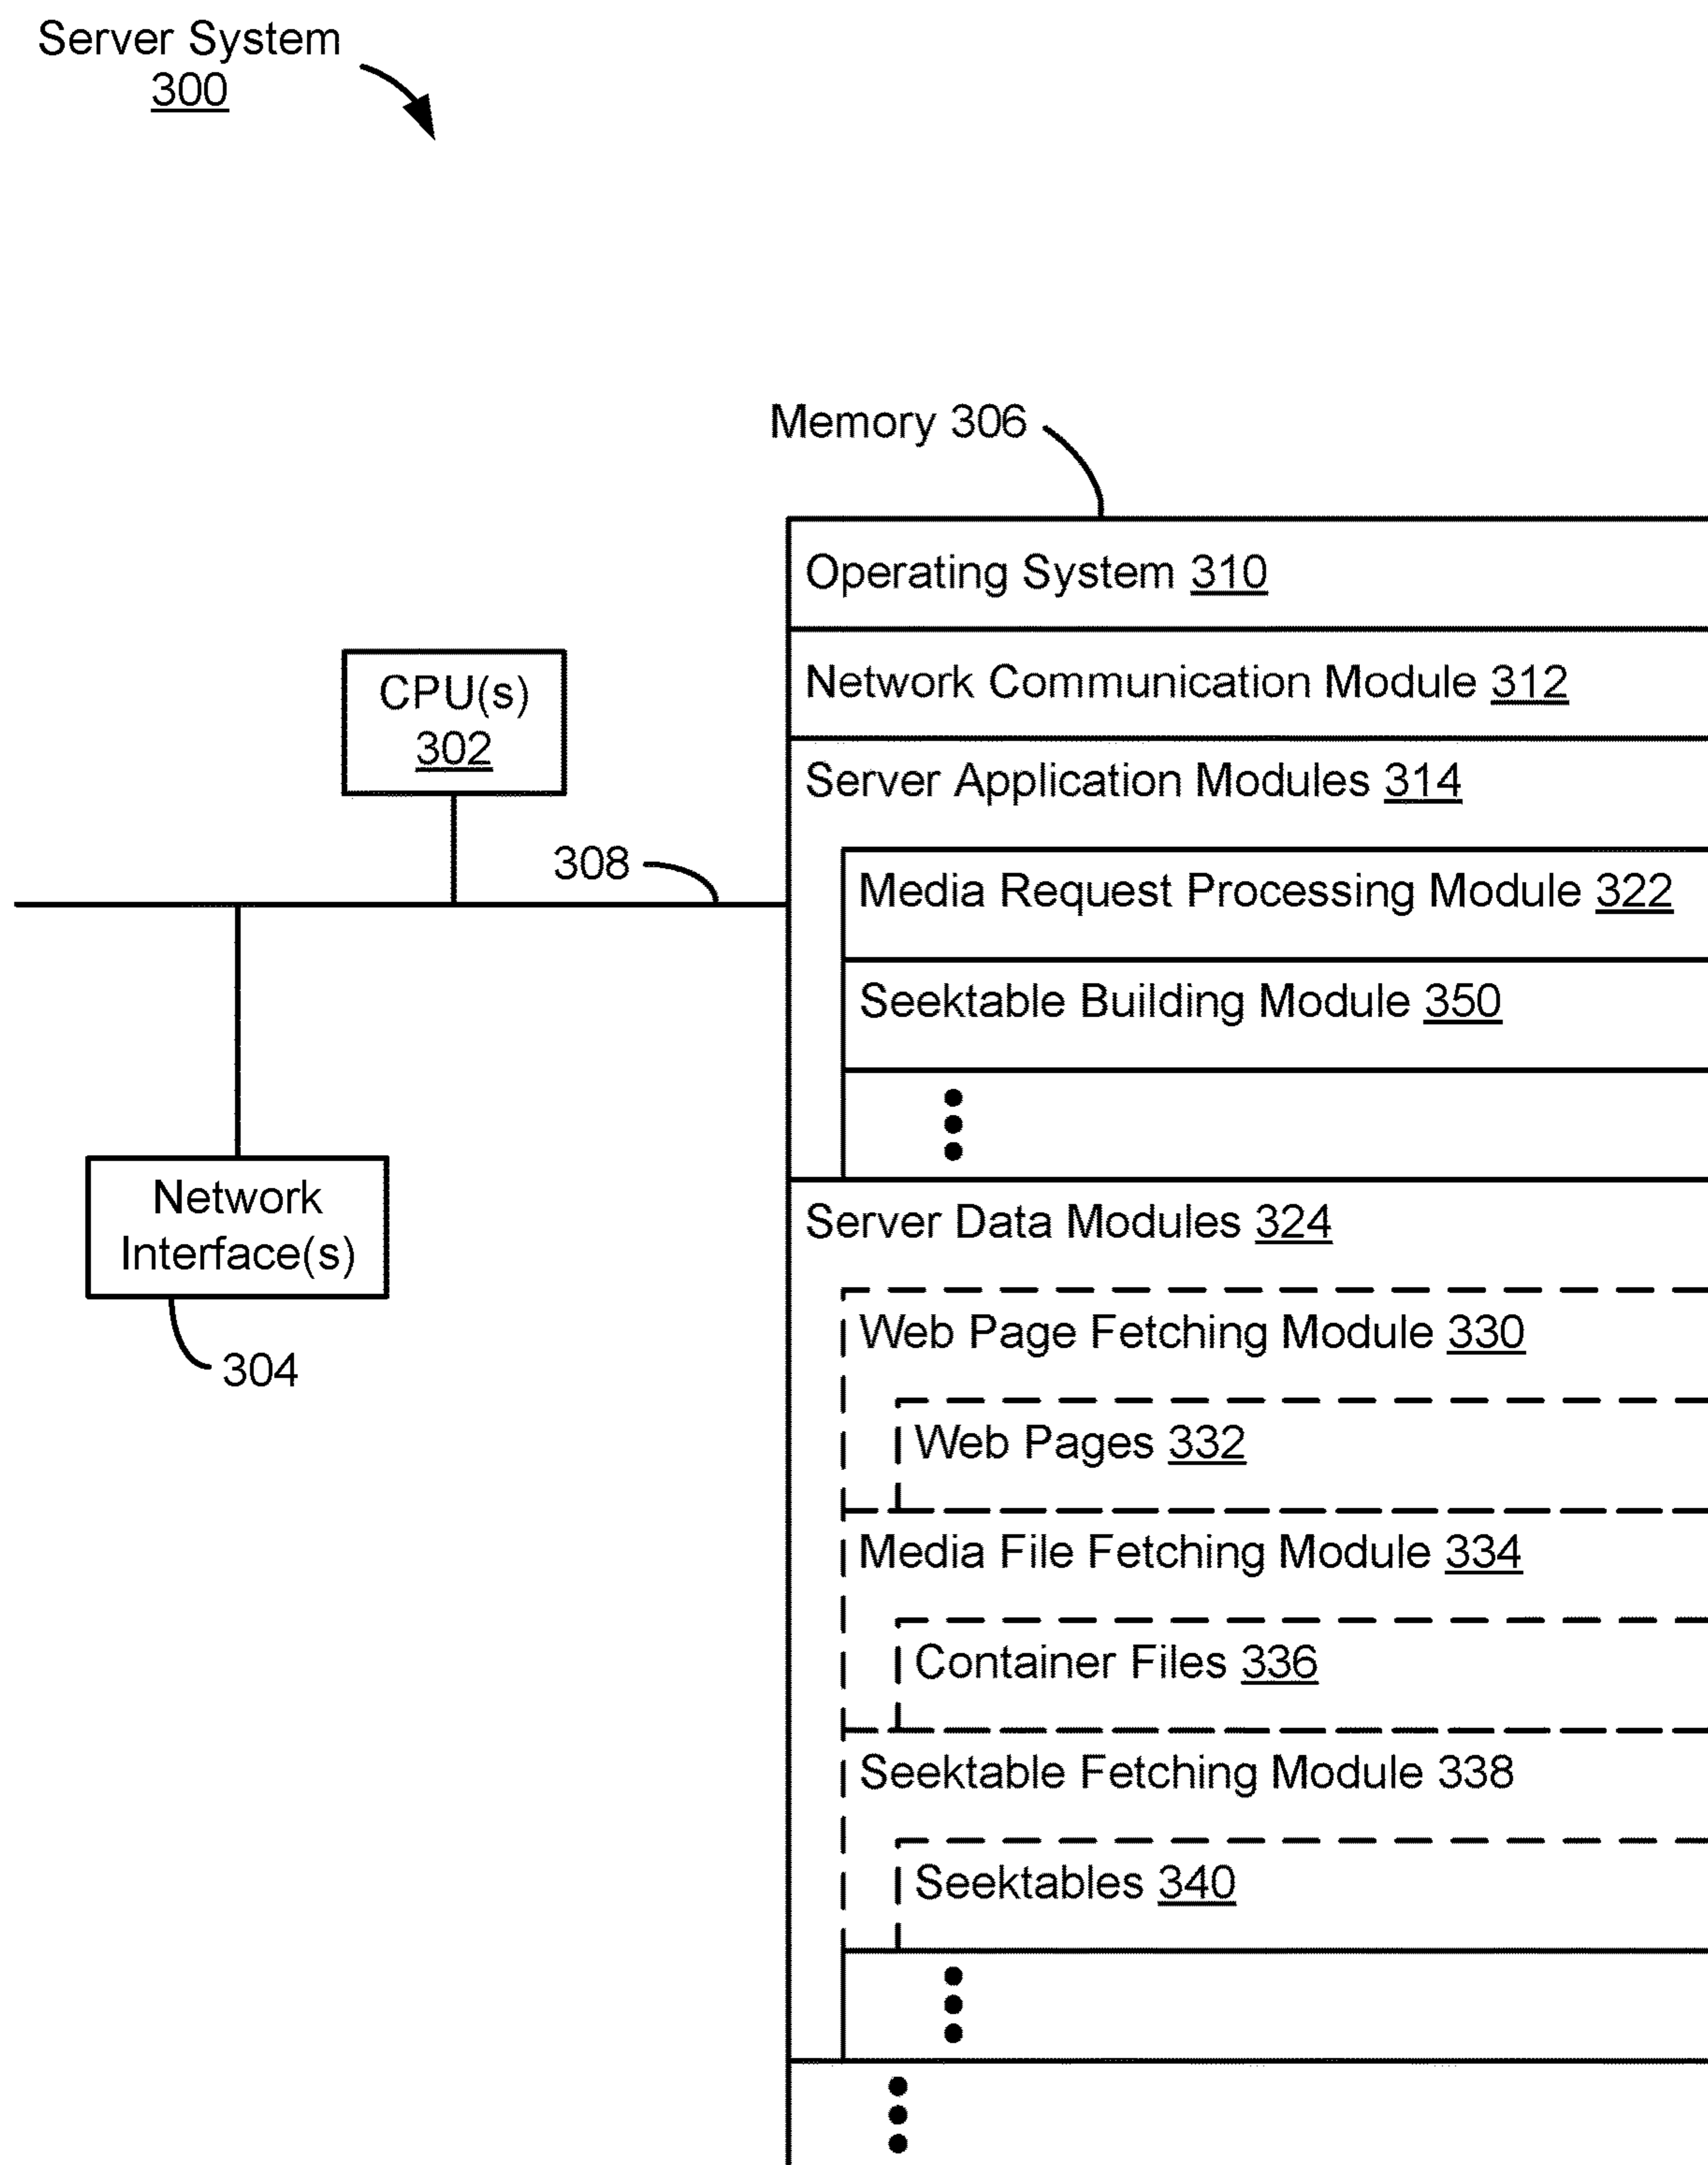 Server System
300
Memory 306
Operating System 310
Network Communication Module 312
CPU(s)
302
Server Application Modules 314
308
Media Request Processing Module 322
Seektable Building Module 350
Network
Interface(s)
304
Server Data Modules 324
Web Page Fetching Module 330
Web Pages 332
Media File Fetching Module 334
Container Files 336
Seektable Fetching Module 338
Seektables 340